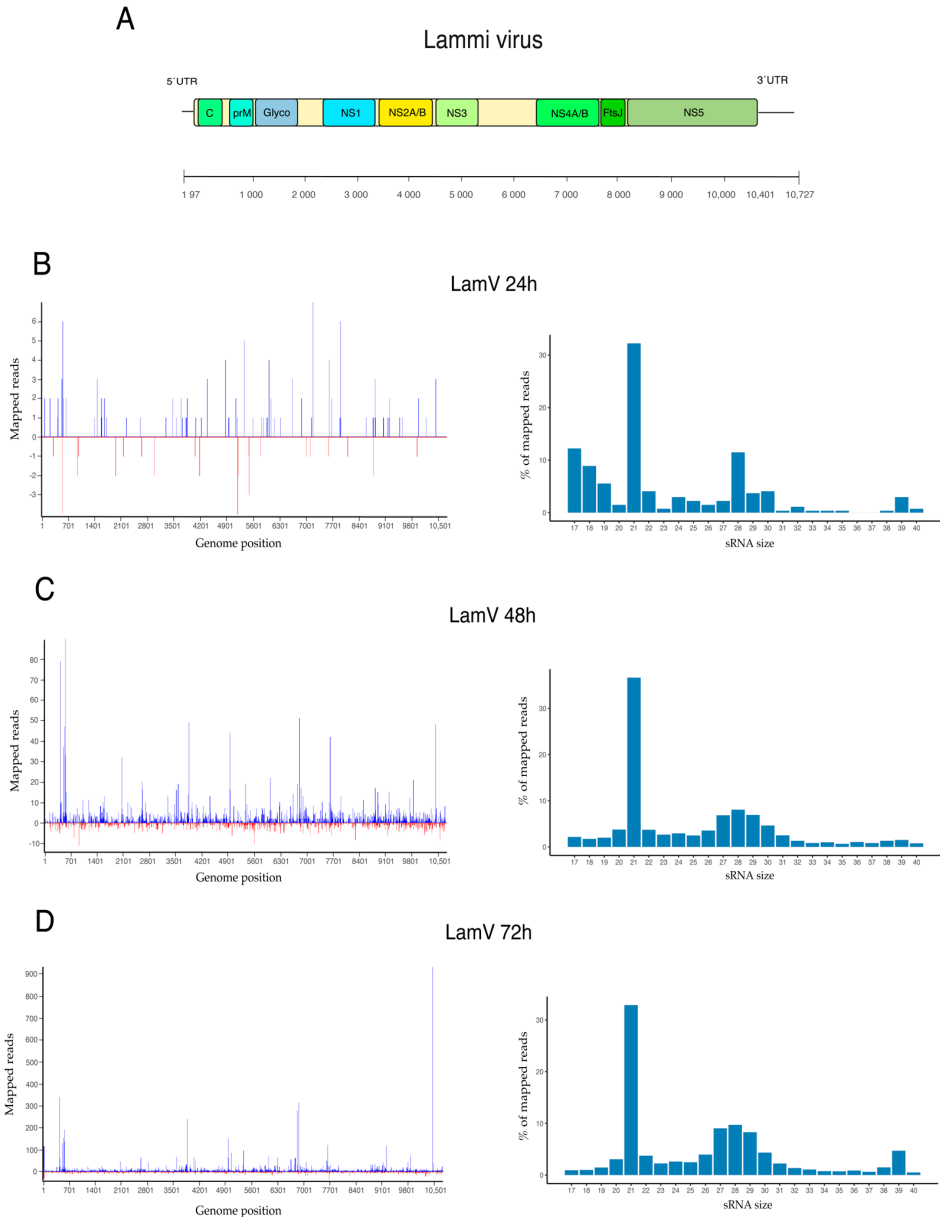 A
Lammi virus
5´UTR
3´UTR
C prM Glyco NS1 NS2A/B NS3 NS4A/B FtsJ NS5
1 97 1 000 2 000 3 000 4 000 5 000 6 000 7 000 8 000 9 000 10,000 10,401 10,727
B
LamV 24h
Mapped reads
6
5
4
3
2
1
0
-1
-2
-3
1 701 1401 2101 2801 3501 4201 4901 5601 6301 7001 7701 8401 9101 9801 10,501
Genome position
% of mapped reads
30
20
10
0
17 18 19 20 21 22 23 24 25 26 27 28 29 30 31 32 33 34 35 36 37 38 39 40
sRNA size
C
LamV 48h
Mapped reads
80
70
60
50
40
30
20
10
0
-10
1 701 1401 2101 2801 3501 4201 4901 5601 6301 7001 7701 8401 9101 9801 10,501
Genome position
% of mapped reads
30
20
10
0
17 18 19 20 21 22 23 24 25 26 27 28 29 30 31 32 33 34 35 36 37 38 39 40
sRNA size
D
LamV 72h
Mapped reads
900
800
700
600
500
400
300
200
100
0
1 701 1401 2101 2801 3501 4201 4901 5601 6301 7001 7701 8401 9101 9801 10,501
Genome position
% of mapped reads
30
20
10
0
17 18 19 20 21 22 23 24 25 26 27 28 29 30 31 32 33 34 35 36 37 38 39 40
sRNA size